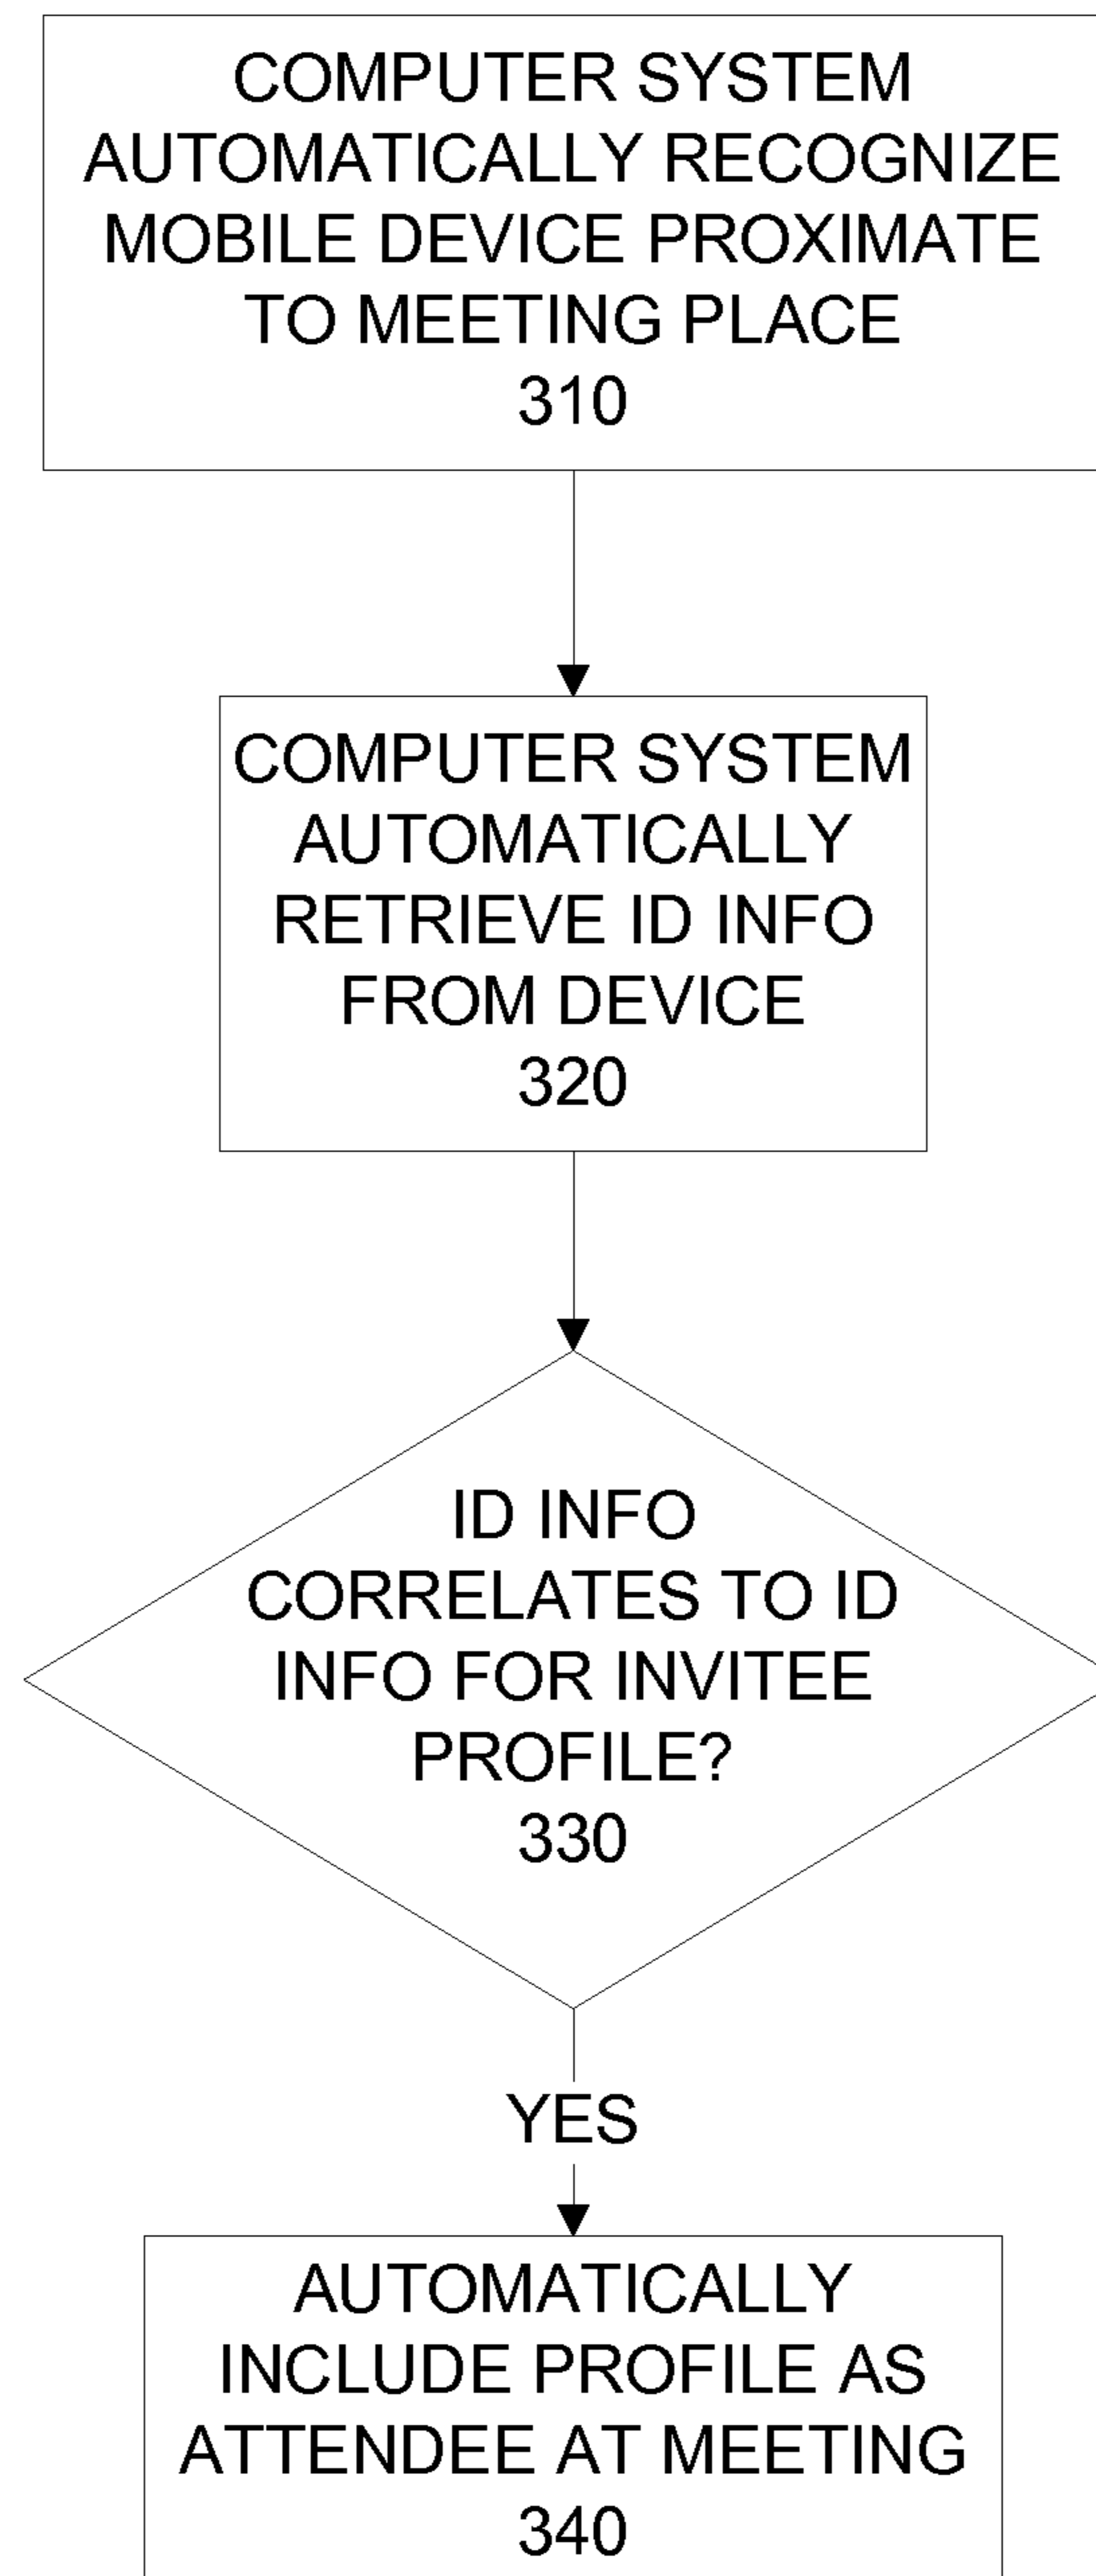 COMPUTER SYSTEM
AUTOMATICALLY RECOGNIZE
MOBILE DEVICE PROXIMATE
TO MEETING PLACE
310
COMPUTER SYSTEM
AUTOMATICALLY
RETRIEVE ID INFO
FROM DEVICE
320
ID INFO
CORRELATES TO ID
INFO FOR INVITEE
PROFILE?
330
YES
AUTOMATICALLY
INCLUDE PROFILE AS
ATTENDEE AT MEETING
340